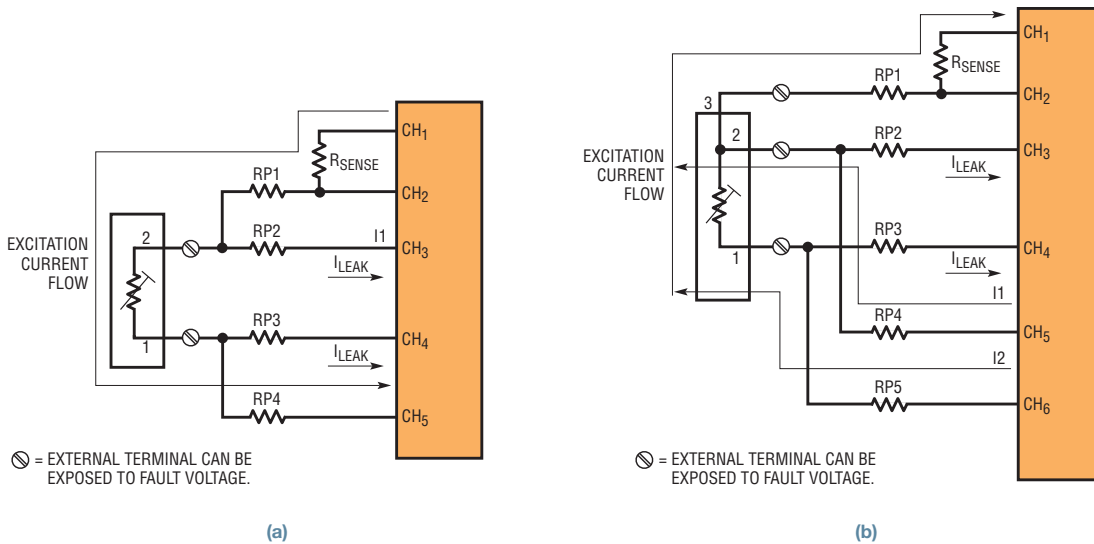 CH1
RSENSE
RP1
CH2
2
RP2
I1
CH3
ILEAK
EXCITATION
CURRENT
FLOW
RP3
1
CH4
ILEAK
RP4
CH5
= EXTERNAL TERMINAL CAN BE
EXPOSED TO FAULT VOLTAGE.
(a)
CH1
RSENSE
RP1
3
CH2
2
RP2
CH3
EXCITATION
CURRENT
FLOW
ILEAK
RP3
1
CH4
ILEAK
I1
RP4
CH5
I2
RP5
CH6
= EXTERNAL TERMINAL CAN BE
EXPOSED TO FAULT VOLTAGE.
(b)